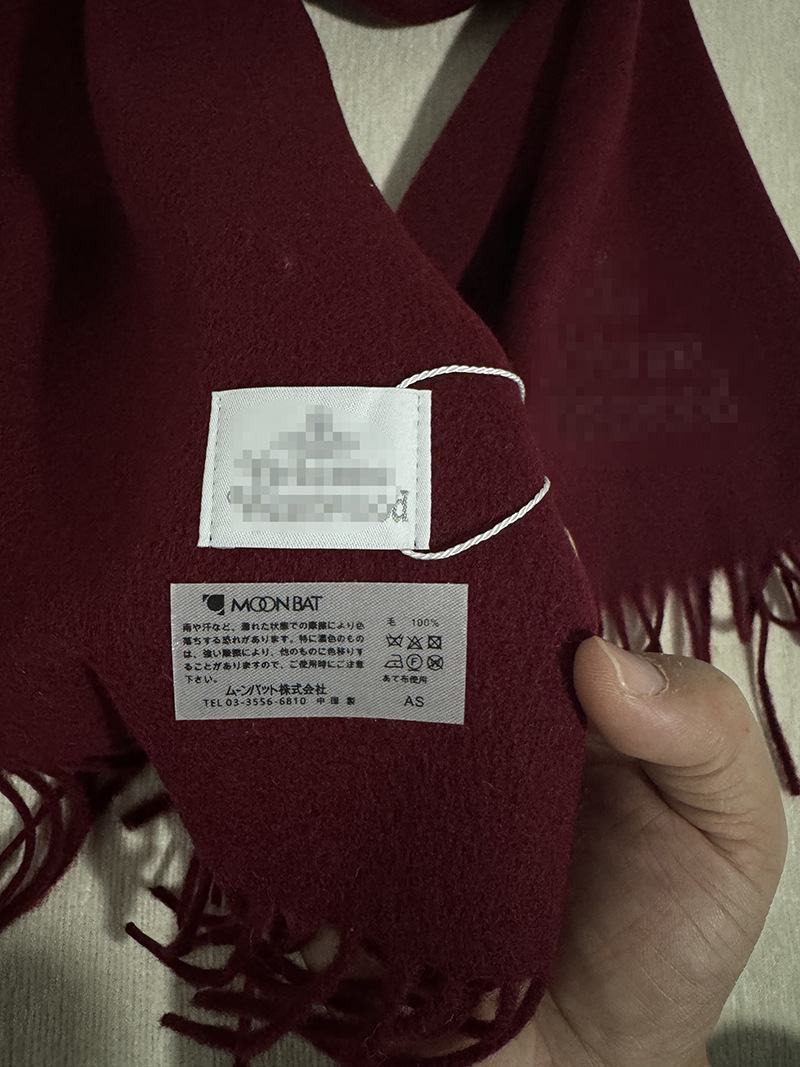 MOONBAT
雨や汗など、濡れた状態での摩擦により色
落ちする恐れがあります。特に濃色のもの
は、強い摩擦により、他のものに色移りす
ることがありますので、ご使用時にご注意
下さい。
ムーンバット株式会社
TEL 03-3556-6810 中国製
毛 100%
F
あて布使用
AS